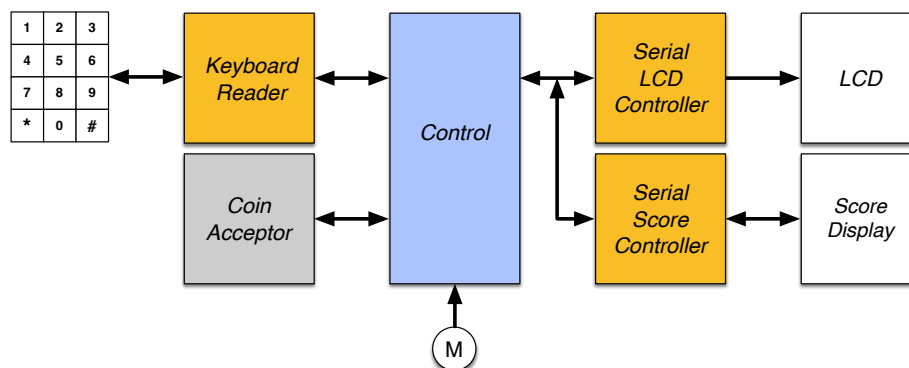 1 2 3
4 5 6
7 8 9
* 0 #
Keyboard
Reader
Coin
Acceptor
Control
M
Serial
LCD
Controller
LCD
Serial
Score
Controller
Score
Display